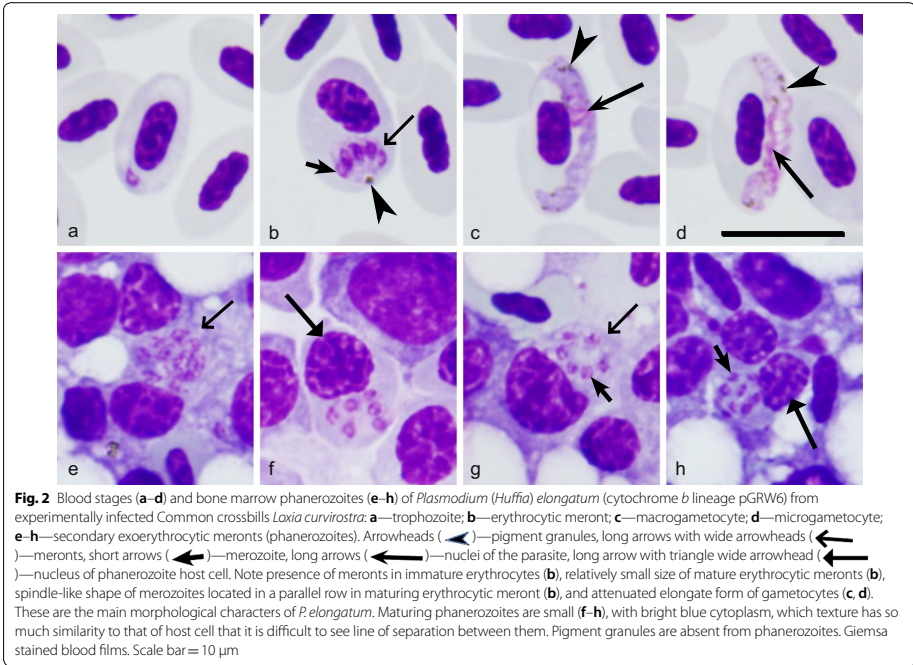 a
b
c
d
e
f
g
h
Fig. 2 Blood stages (a–d) and bone marrow phanerozoites (e–h) of Plasmodium (Huffia) elongatum (cytochrome b lineage pGRW6) from
experimentally infected Common crossbills Loxia curvirostra: a—trophozoite; b—erythrocytic meront; c—macrogametocyte; d—microgametocyte;
e–h—secondary exoerythrocytic meronts (phanerozoites). Arrowheads ( )—pigment granules, long arrows with wide arrowheads (
)—meronts, short arrows ( )—merozoite, long arrows ( )—nuclei of the parasite, long arrow with triangle wide arrowhead (
)—nucleus of phanerozoite host cell. Note presence of meronts in immature erythrocytes (b), relatively small size of mature erythrocytic meronts (b),
spindle-like shape of merozoites located in a parallel row in maturing erythrocytic meront (b), and attenuated elongate form of gametocytes (c, d).
These are the main morphological characters of P. elongatum. Maturing phanerozoites are small (f–h), with bright blue cytoplasm, which texture has so
much similarity to that of host cell that it is difficult to see line of separation between them. Pigment granules are absent from phanerozoites. Giemsa
stained blood films. Scale bar = 10 μm